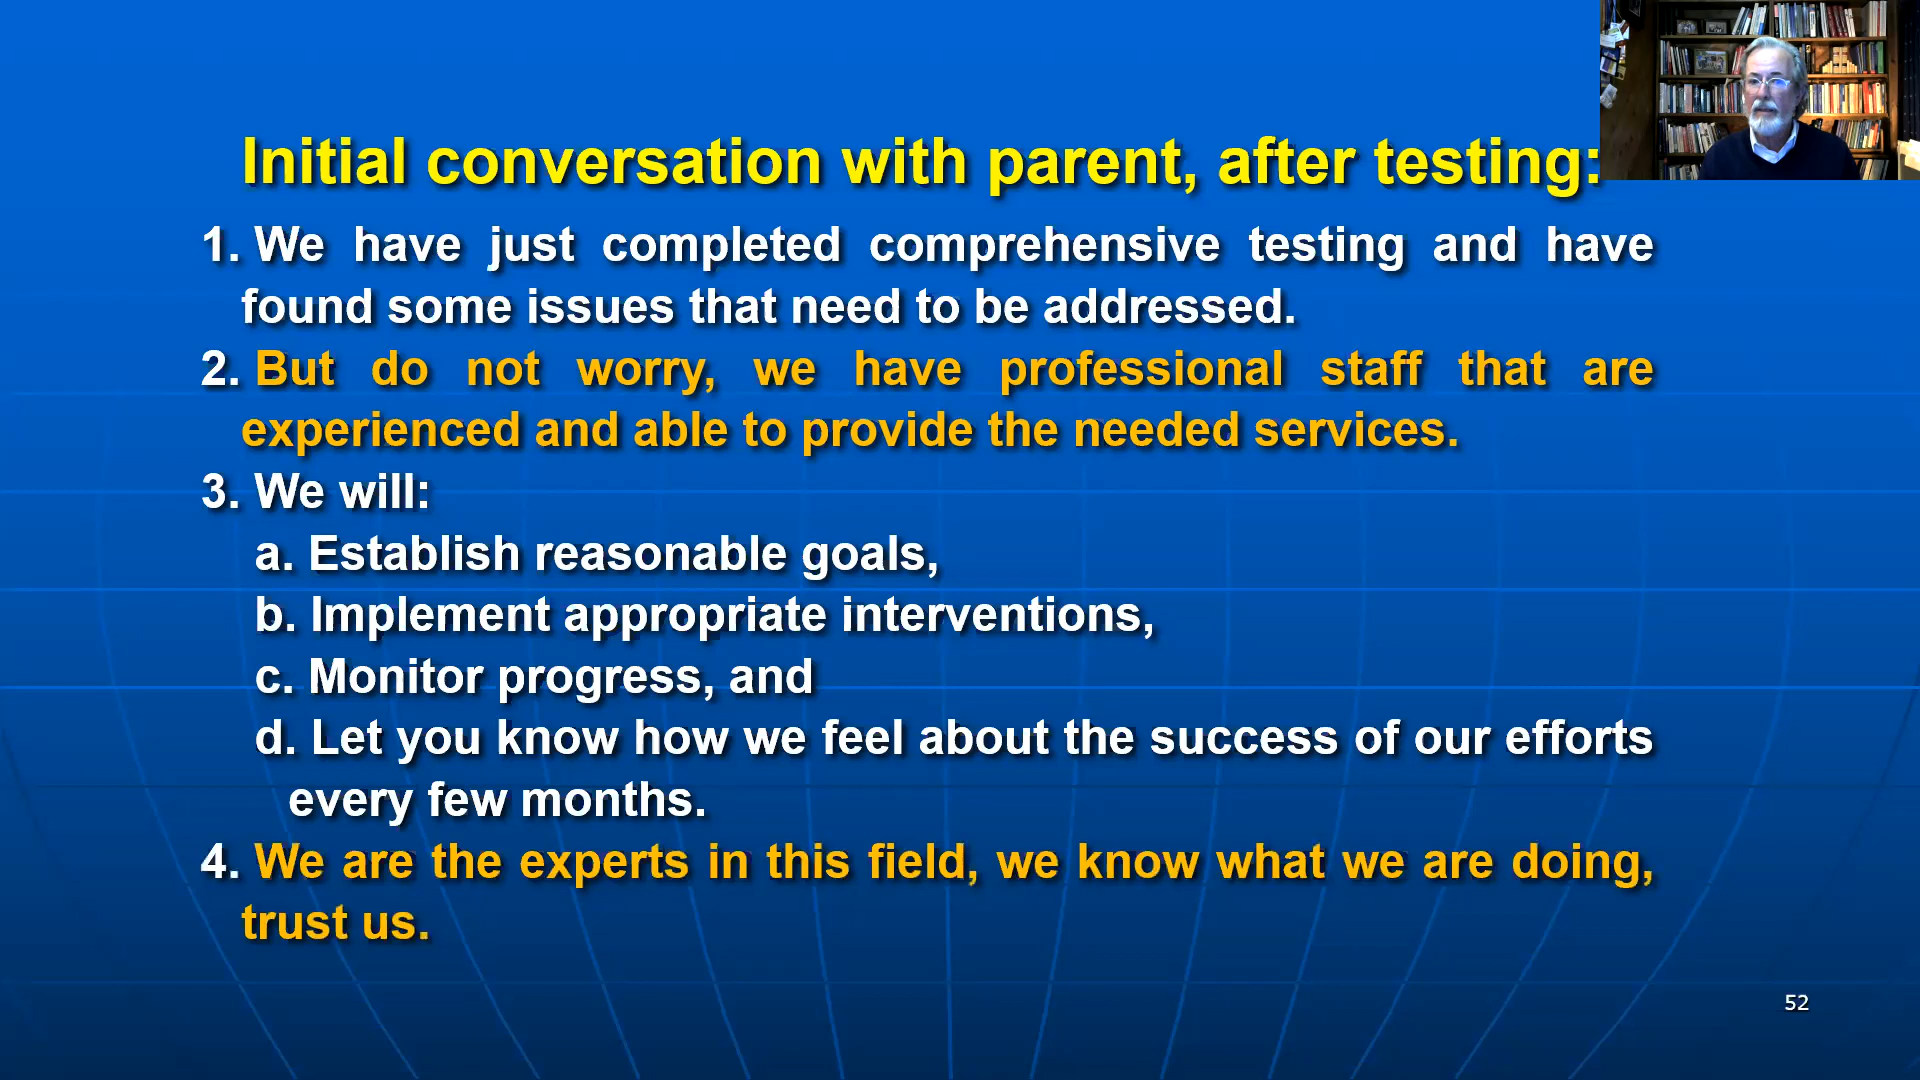 Initial conversation with parent, after testing:
1. We have just completed comprehensive testing and have
found some issues that need to be addressed.
2. But do not worry, we have professional staff that are
experienced and able to provide the needed services.
3. We will:
a. Establish reasonable goals,
b. Implement appropriate interventions,
c. Monitor progress, and
d. Let you know how we feel about the success of our efforts
every few months.
4. We are the experts in this field, we know what we are doing,
trust us.
52